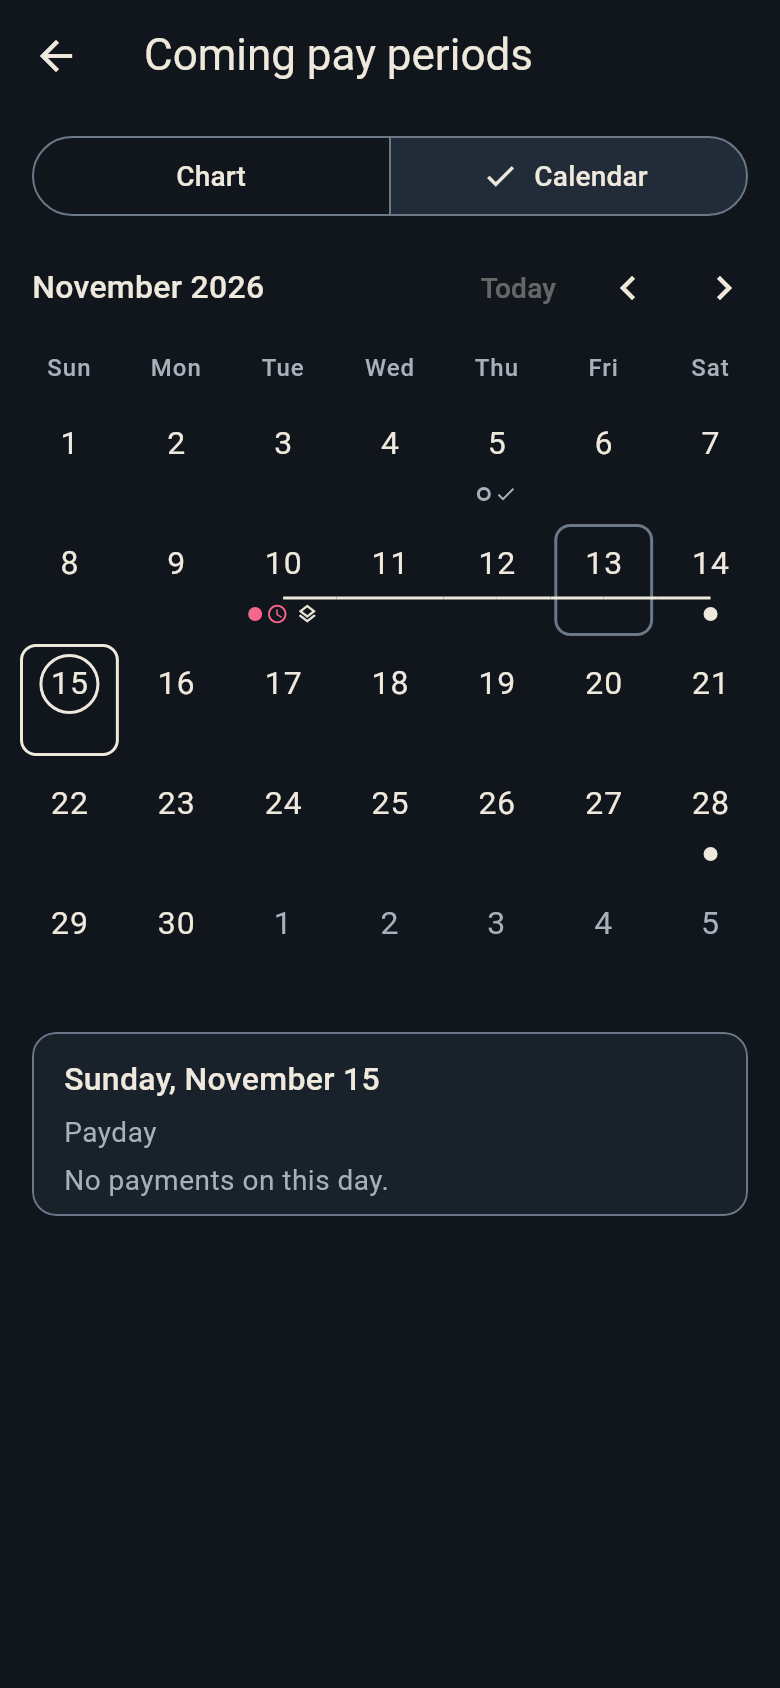 Coming pay periods
Chart Calendar
November 2026 Today
Sun Mon Tue Wed Thu Fri Sat
1 2 3 4 5 6 7
8 9 10 11 12 13 14
15 16 17 18 19 20 21
22 23 24 25 26 27 28
29 30 1 2 3 4 5
Sunday, November 15
Payday
No payments on this day.